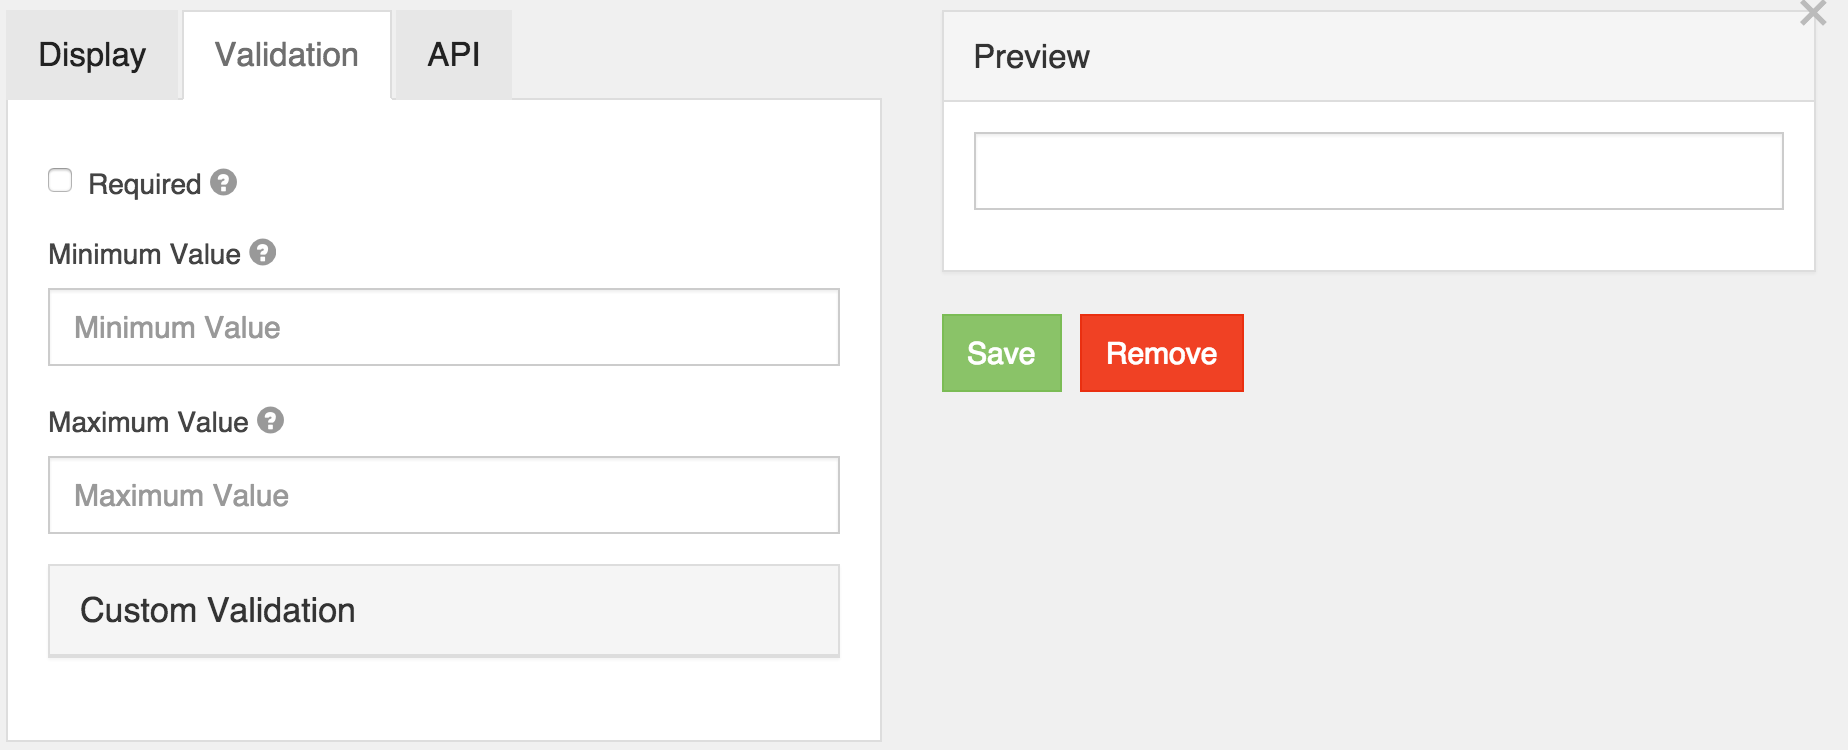 Display
Validation
API
Required
Minimum Value
Minimum Value
Maximum Value
Maximum Value
Custom Validation
Preview
Save
Remove